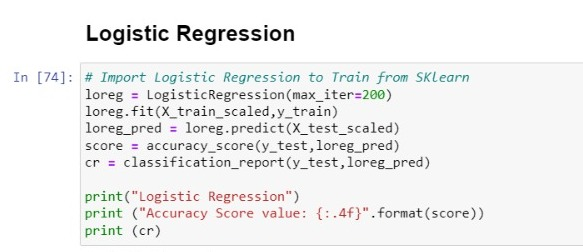 Logistic Regression
In [74]: # Import Logistic Regression to Train from SKlearn
loreg = LogisticRegression(max_iter=200)
loreg.fit(X_train_scaled,y_train)
loreg_pred = loreg.predict(X_test_scaled)
score = accuracy_score(y_test,loreg_pred)
cr = classification_report(y_test,loreg_pred)
print("Logistic Regression")
print ("Accuracy Score value: {:.4f}".format(score))
print (cr)